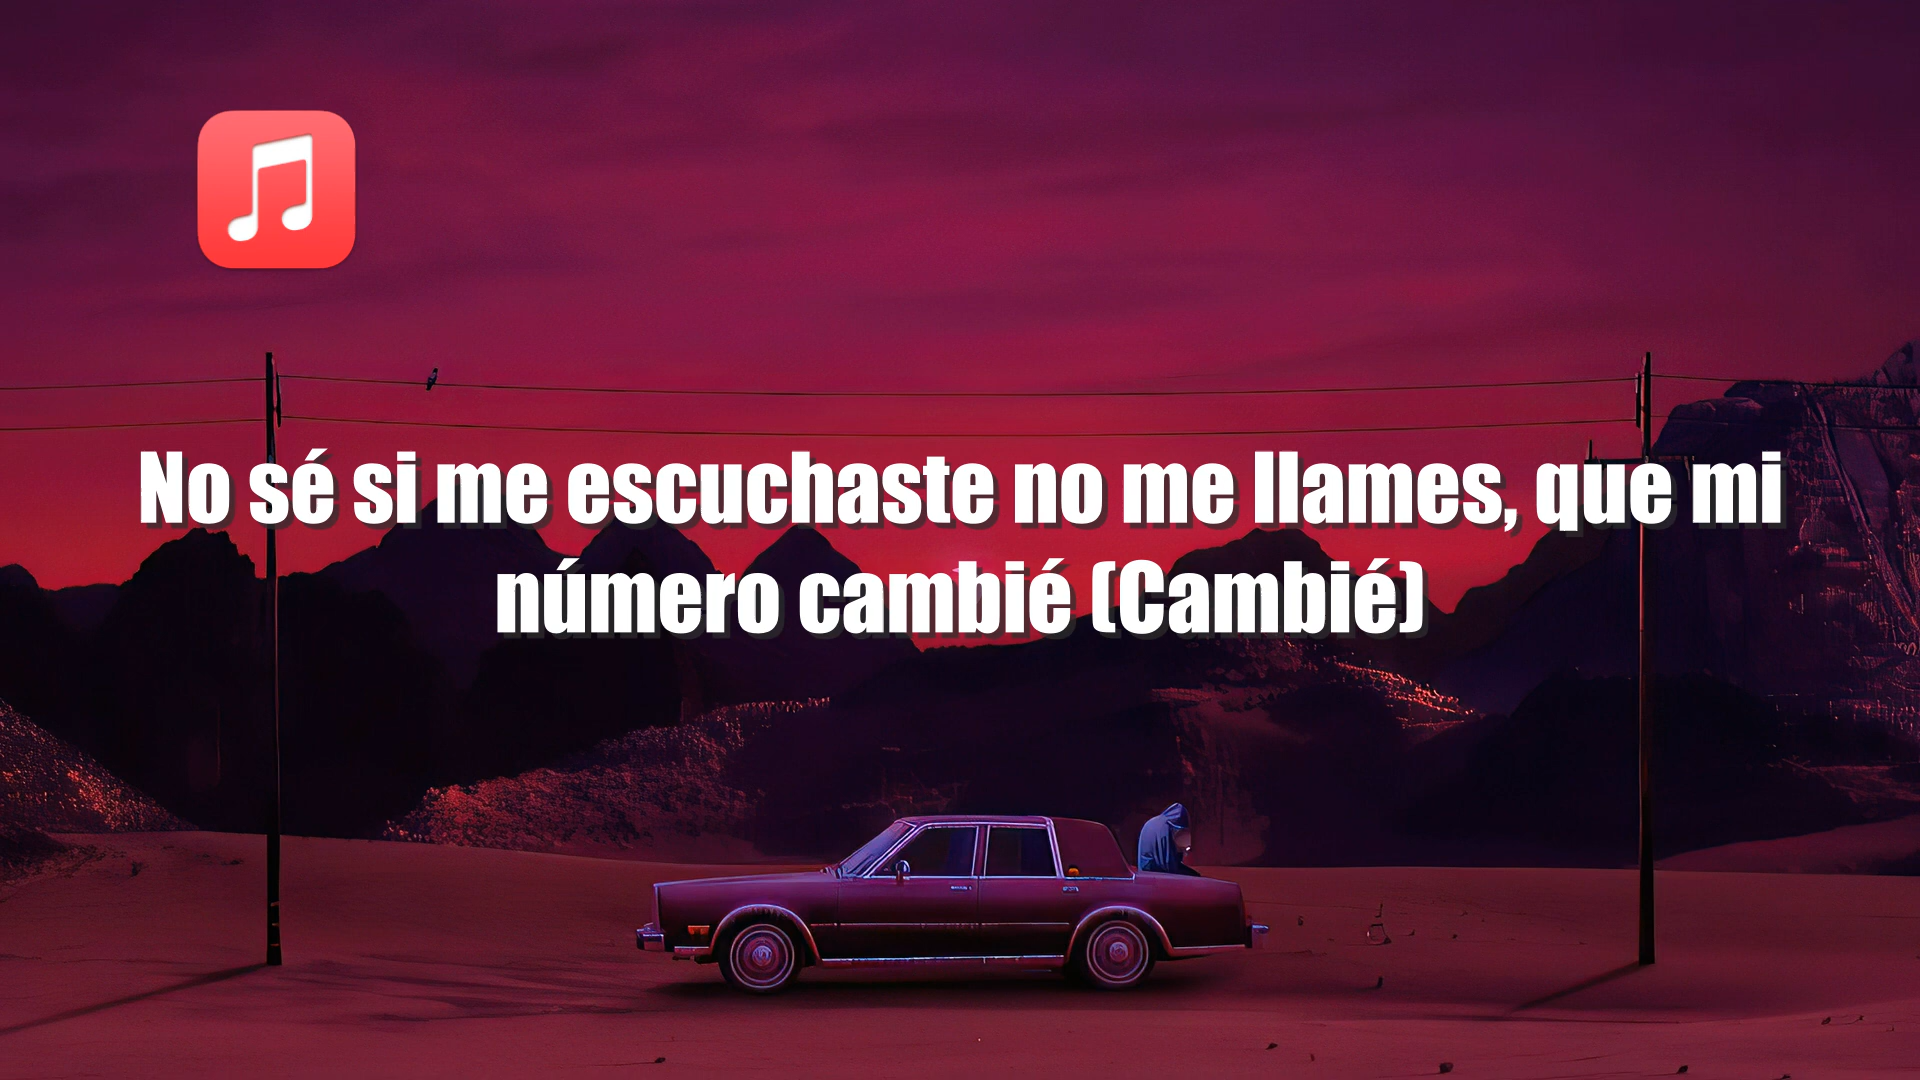 No sé si me escuchaste no me llames, que mi
número cambié (Cambié)